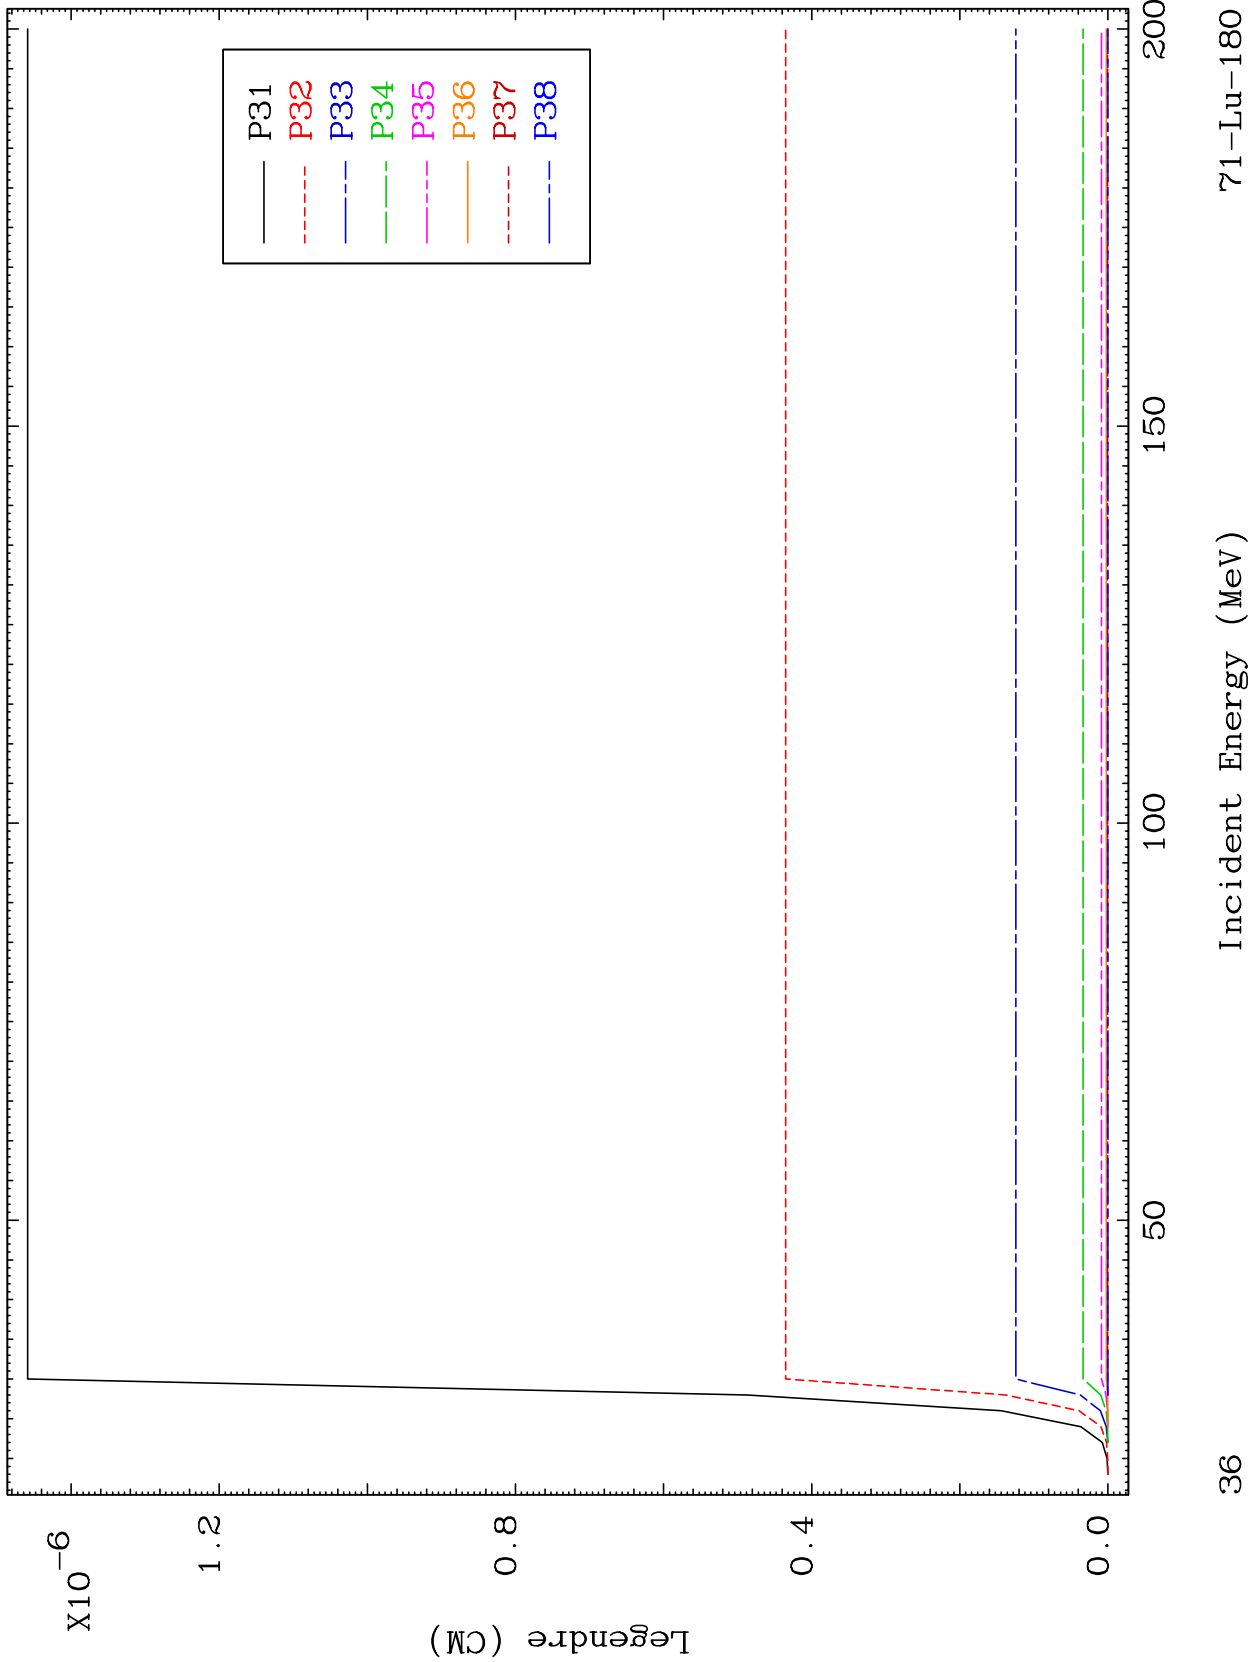 X10-6
1.2
0.8
0.4
0.0
Legendre (CM)
P31
P32
P33
P34
P35
P36
P37
P38
50
100
150
200
Incident Energy (MeV)
36
71-Lu-180